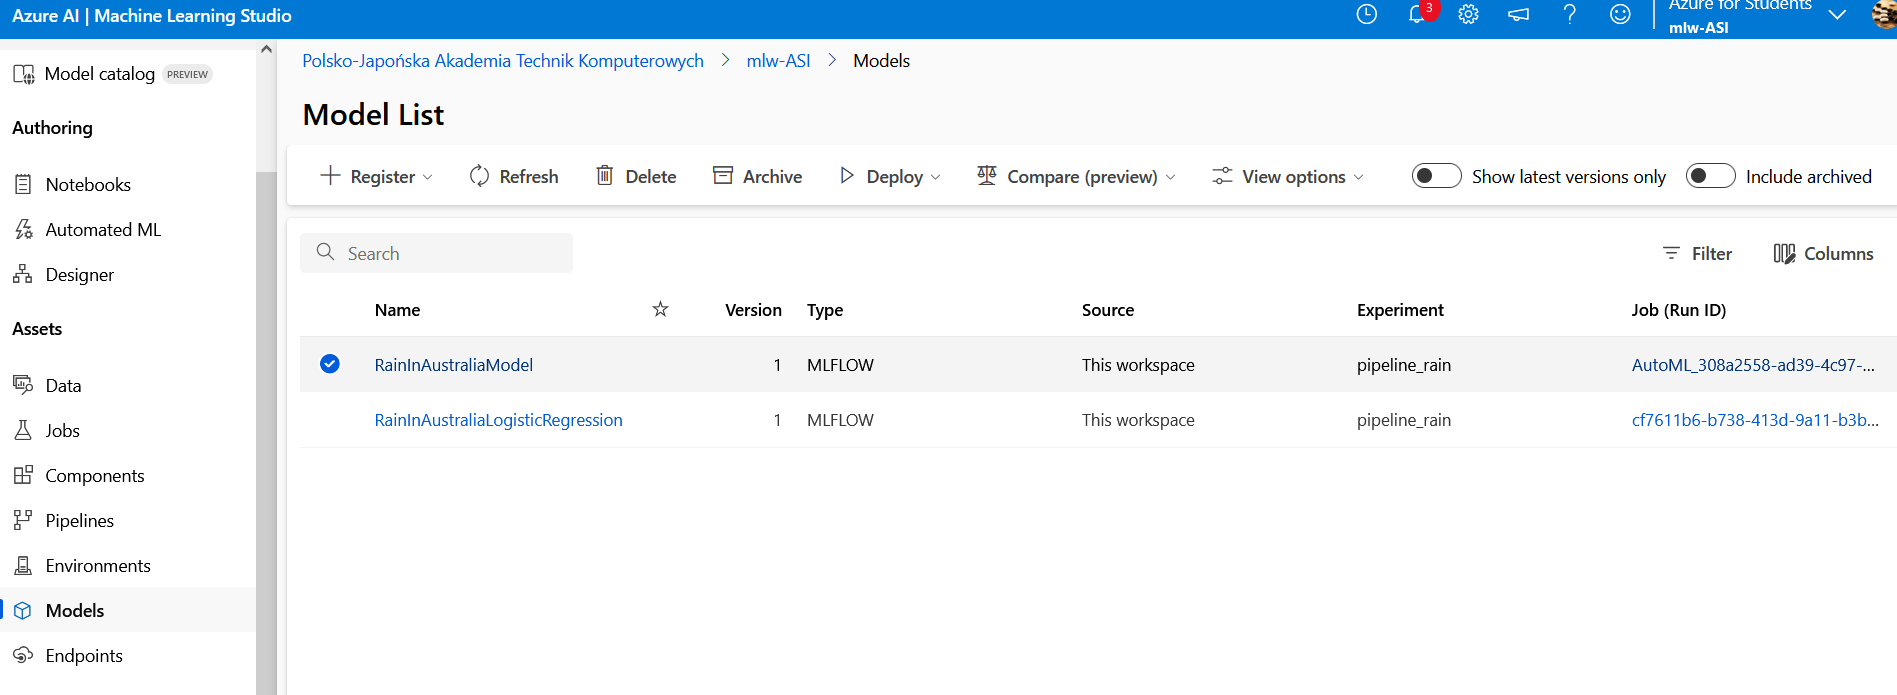 Azure AI | Machine Learning Studio
3
Azure for Students
mlw-ASI
Model catalog PREVIEW
Authoring
Notebooks
Automated ML
Designer
Assets
Data
Jobs
Components
Pipelines
Environments
Models
Endpoints
Polsko-Japońska Akademia Technik Komputerowych > mlw-ASI > Models
Model List
Register Refresh Delete Archive Deploy Compare (preview) View options Show latest versions only Include archived
Search Filter Columns
Name Version Type Source Experiment Job (Run ID)
RainInAustraliaModel 1 MLFLOW This workspace pipeline_rain AutoML_308a2558-ad39-4c97-...
RainInAustraliaLogisticRegression 1 MLFLOW This workspace pipeline_rain cf7611b6-b738-413d-9a11-b3b...